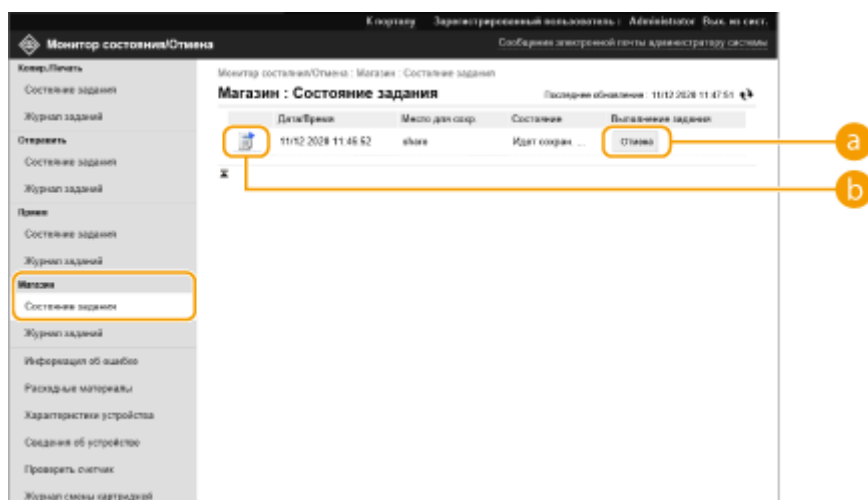 К порталу Зарегистрированный пользователь : Administrator Вых. из сист.
Монитор состояния/Отмена
Сообщение электронной почты администратору системы
Копир./Печать
Состояние задания
Журнал заданий
Отправить
Состояние задания
Журнал заданий
Прием
Состояние задания
Журнал заданий
Магазин
Состояние задания
Журнал заданий
Информация об ошибке
Расходные материалы
Характеристики устройства
Сведения об устройстве
Проверить счетчик
Журнал смены картриджей
Монитор состояния/Отмена : Магазин : Состояние задания
Магазин : Состояние задания
Последнее обновление : 11/12 2020 11:47:51
Дата/Время Место для сохр. Состояние Выполнение задания
11/12 2020 11:46:52 share Идет сохран. ... Отмена
a
b